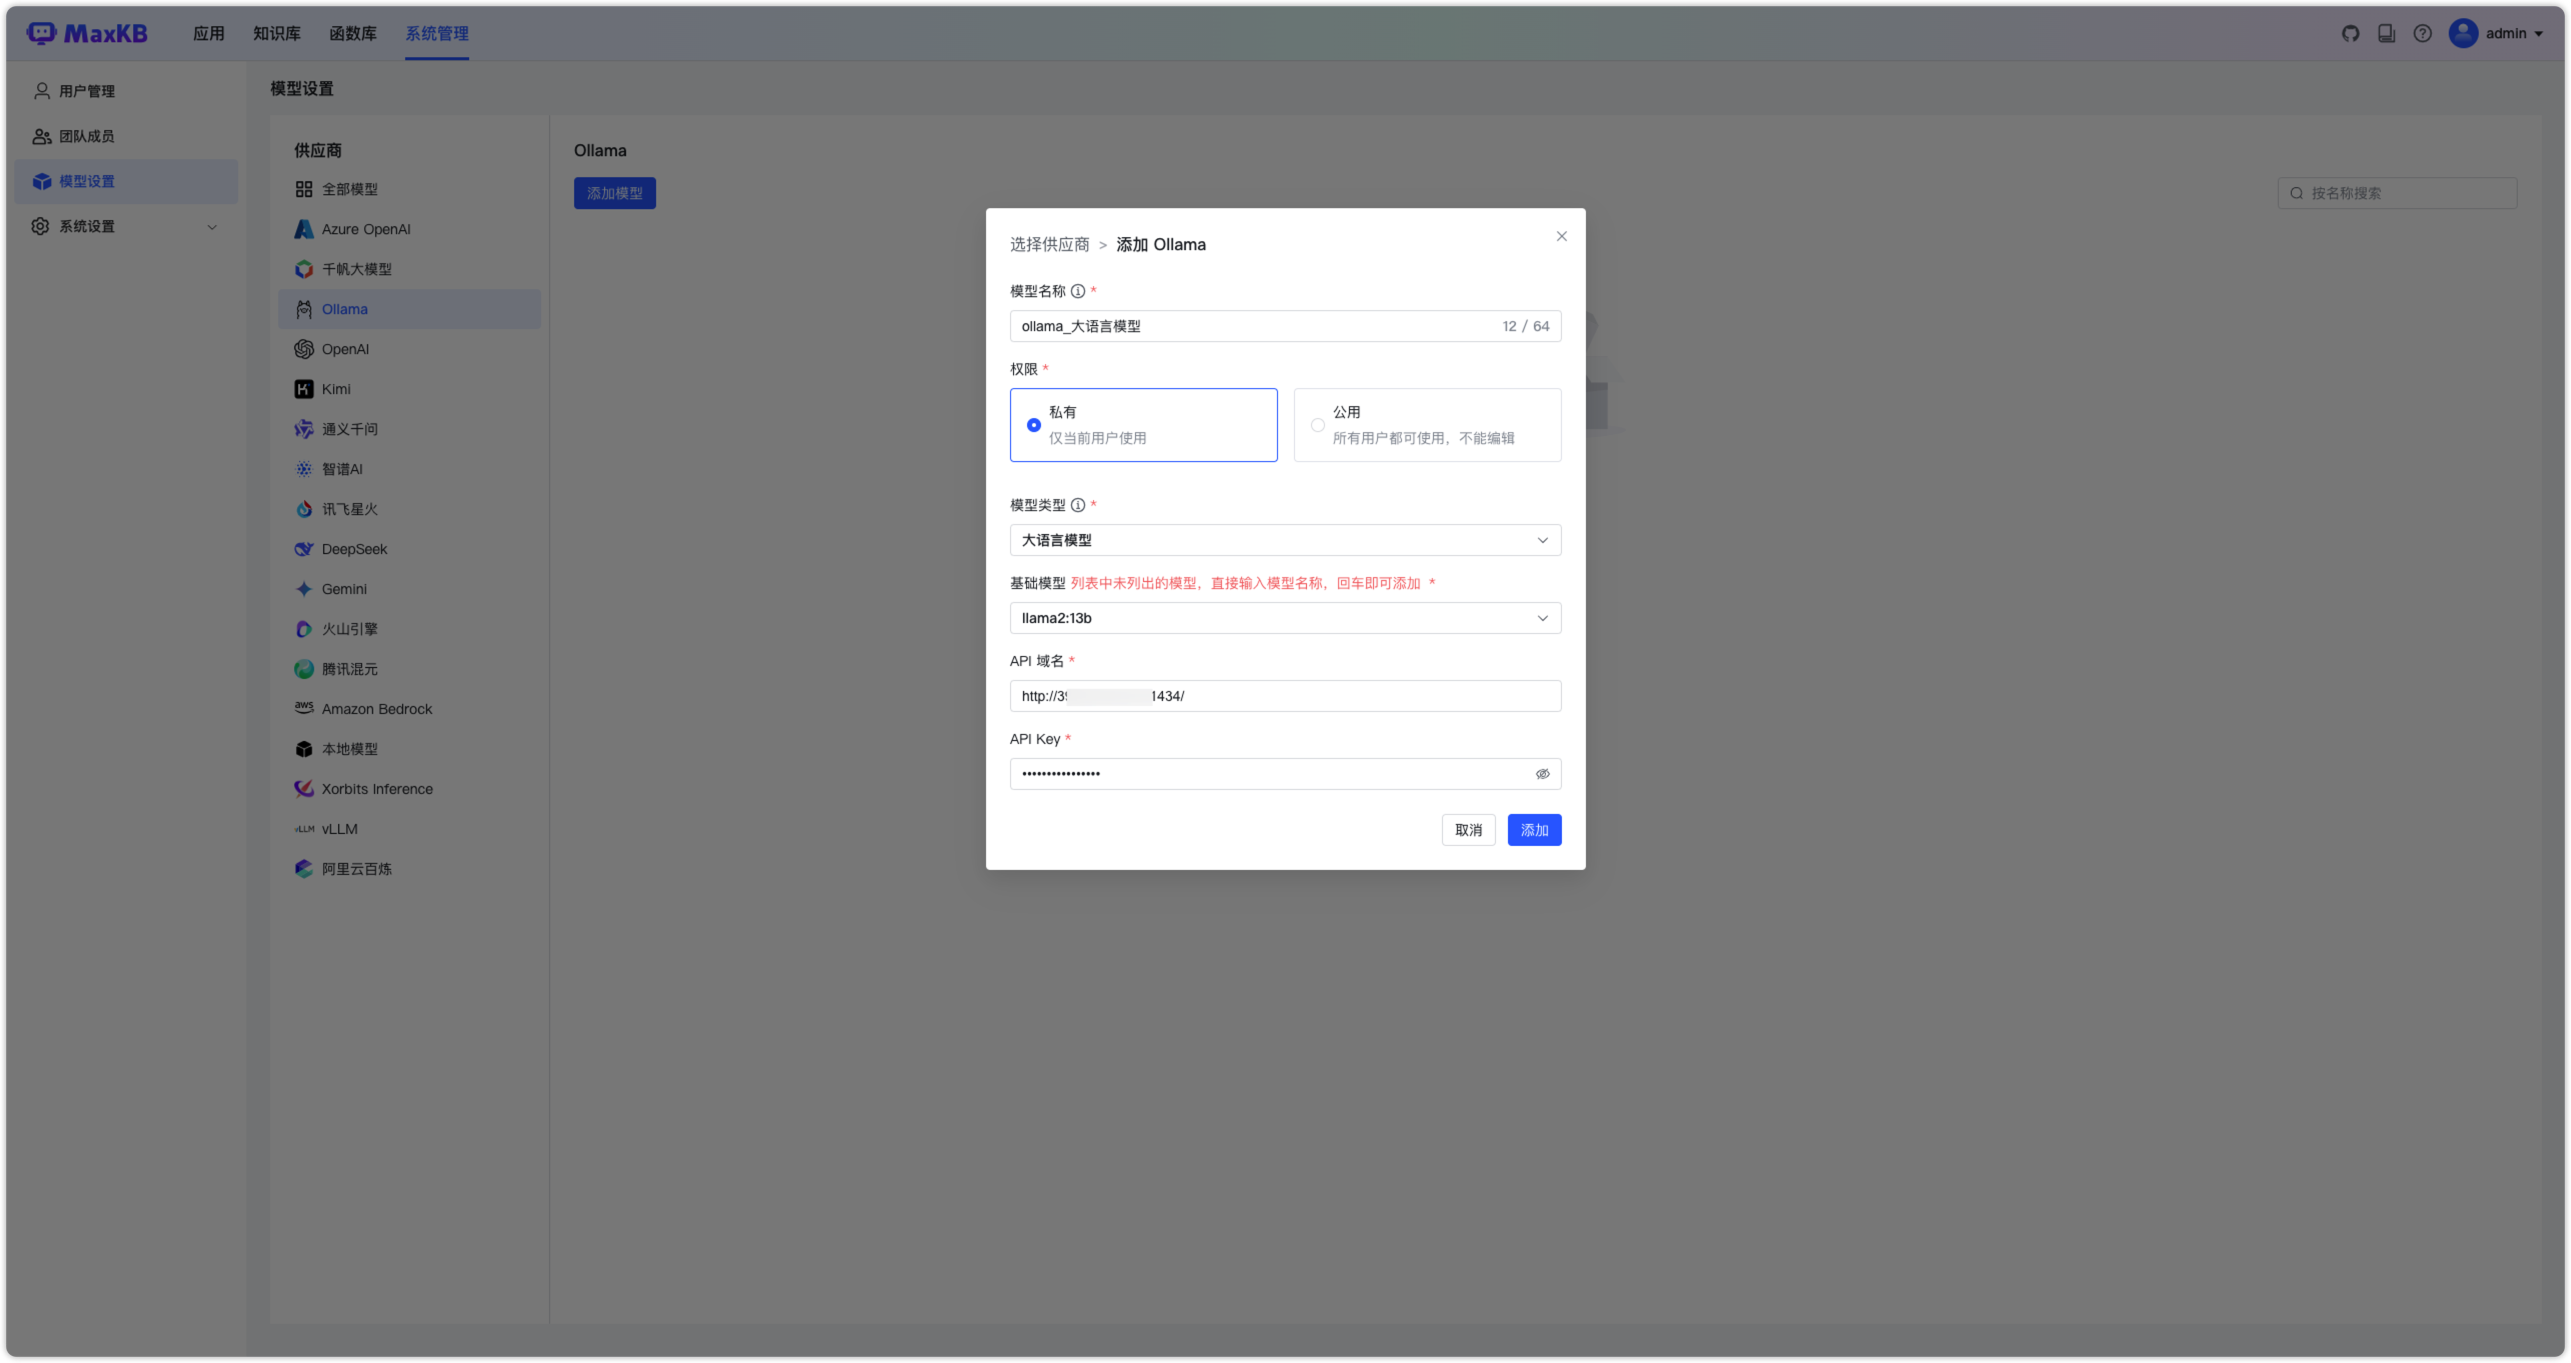 MaxKB
应用 知识库 函数库 系统管理
admin
用户管理
团队成员
模型设置
系统设置
模型设置
供应商
全部模型
Azure OpenAI
千帆大模型
Ollama
OpenAI
Kimi
通义千问
智谱AI
讯飞星火
DeepSeek
Gemini
火山引擎
腾讯混元
aws Amazon Bedrock
本地模型
Xorbits Inference
vLLM vLLM
阿里云百炼
Ollama
添加模型
按名称搜索
选择供应商 > 添加 Ollama
模型名称 *
ollama_大语言模型 12 / 64
权限 *
私有
仅当前用户使用
公用
所有用户都可使用，不能编辑
模型类型 *
大语言模型
基础模型 列表中未列出的模型，直接输入模型名称，回车即可添加 *
llama2:13b
API 域名 *
http://3 1434/
API Key *
••••••••••••••••
取消 添加